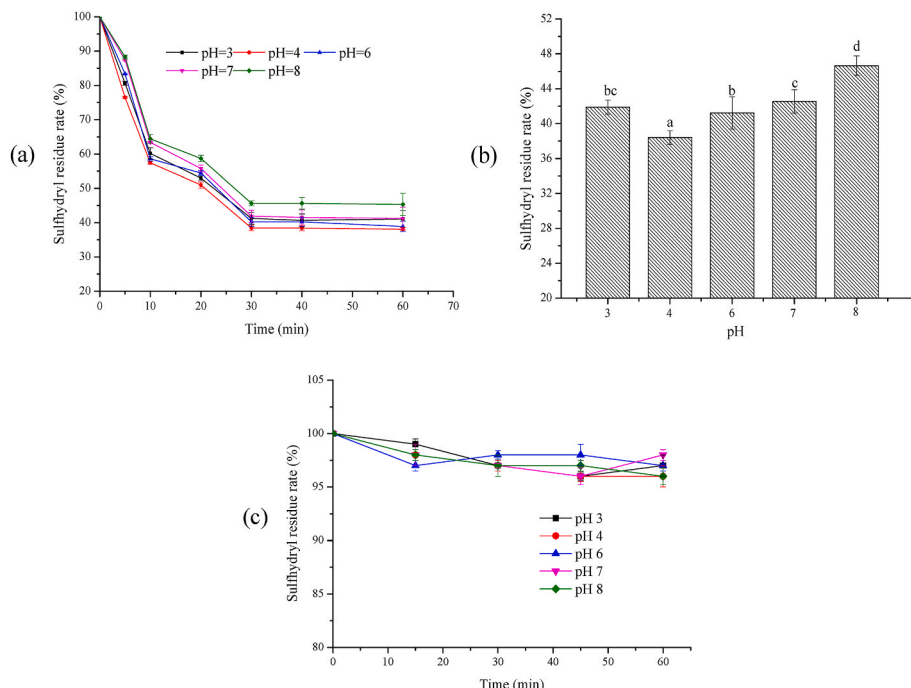 (a)
Sulfhydryl residue rate (%)
100
90
80
70
60
50
40
30
20
pH=3 pH=4 pH=6
pH=7 pH=8
0 10 20 30 40 50 60 70
Time (min)
(b)
Sulfhydryl residue rate (%)
52
48
44
40
36
32
28
24
20
bc a b c d
3 4 6 7 8
pH
(c)
Sulfhydryl residue rate (%)
105
100
95
90
85
80
pH 3
pH 4
pH 6
pH 7
pH 8
0 10 20 30 40 50 60
Time (min)